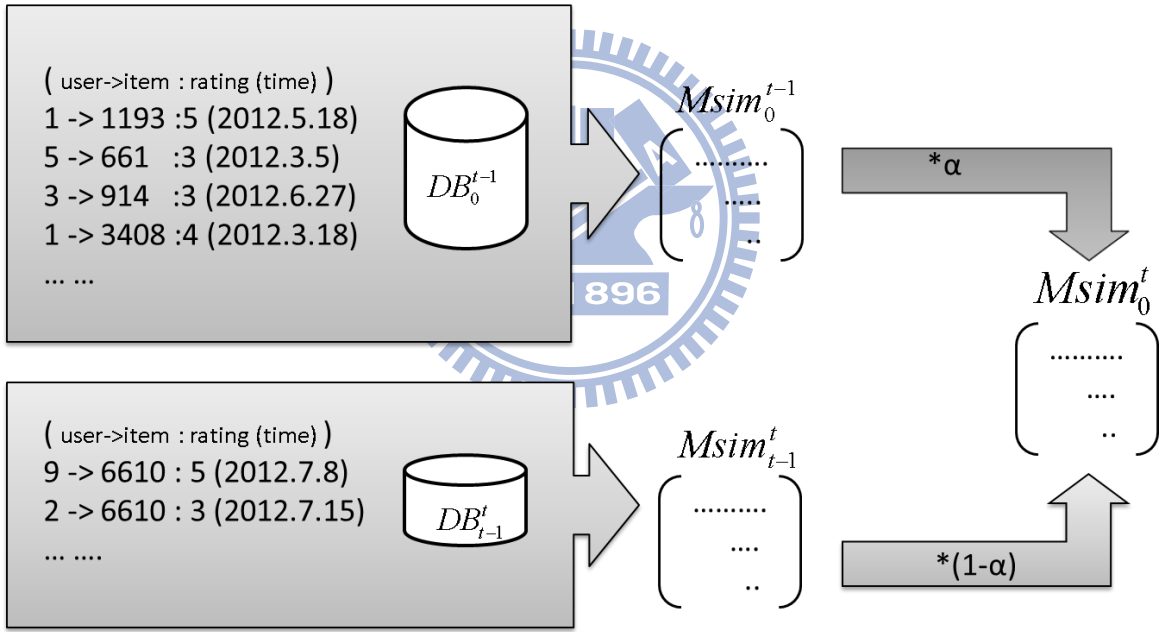 ( user->item : rating (time) )
1 -> 1193 :5 (2012.5.18)
5 -> 661 :3 (2012.3.5)
3 -> 914 :3 (2012.6.27)
1 -> 3408 :4 (2012.3.18)
... ...
DB_0^{t-1}
Msim_0^{t-1}
..........
.....
..
*α
896
Msim_0^t
..........
....
..
( user->item : rating (time) )
9 -> 6610 : 5 (2012.7.8)
2 -> 6610 : 3 (2012.7.15)
... ....
DB_{t-1}^t
Msim_{t-1}^t
..........
....
..
*(1-α)